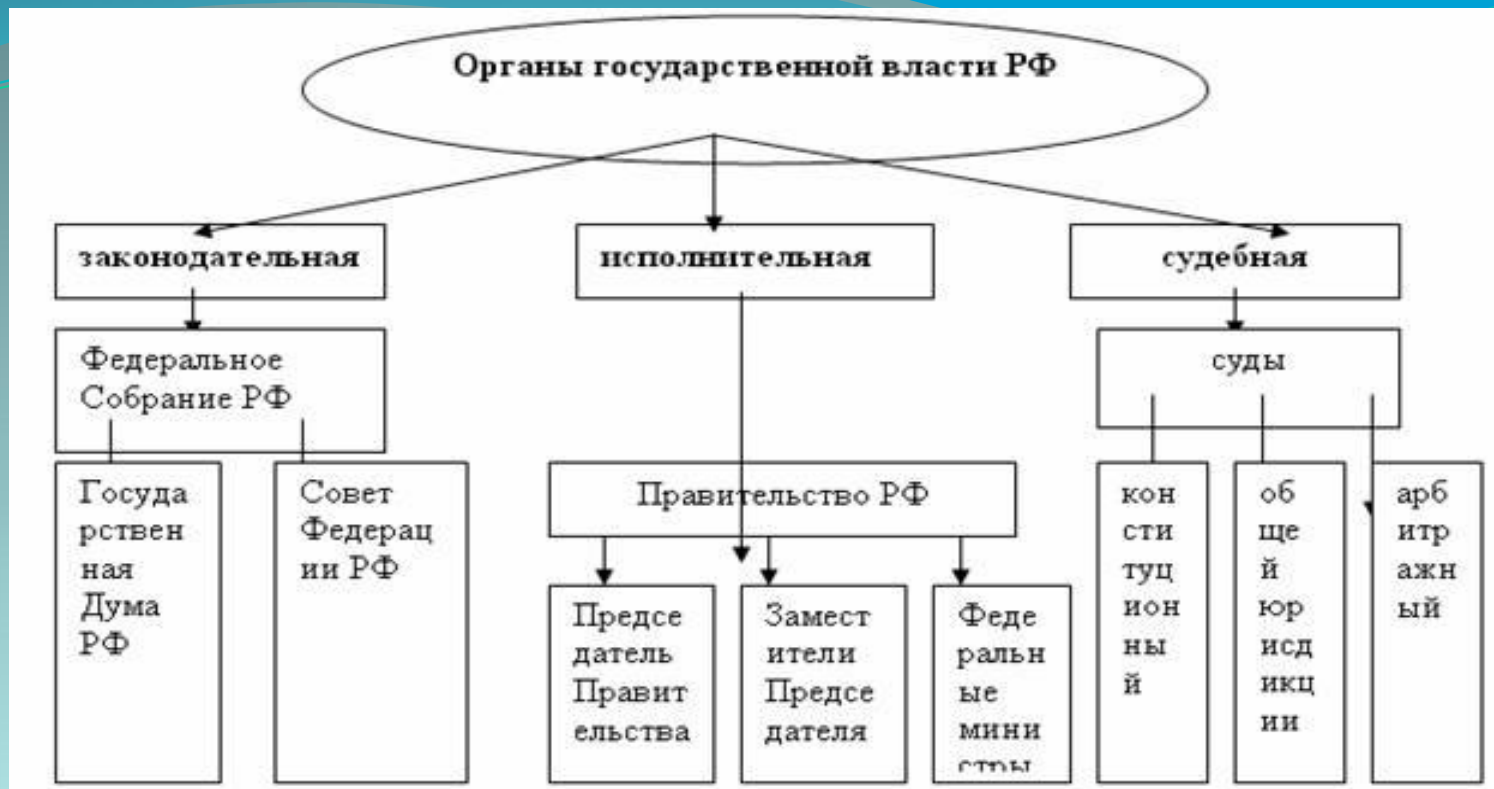 Органы государственной власти РФ
законодательная
исполнительная
судебная
Федеральное
Собрание РФ
суды
Госуда
рствен
ная
Дума
РФ
Совет
Федерац
ии РФ
Правительство РФ
Предсе
датель
Правит
ельства
Замест
ители
Предсе
дателя
Феде
ральн
ые
мини
стры
кон
сти
туц
ион
ны
й
об
ще
й
юр
исд
икц
ии
арб
итр
ажн
ый